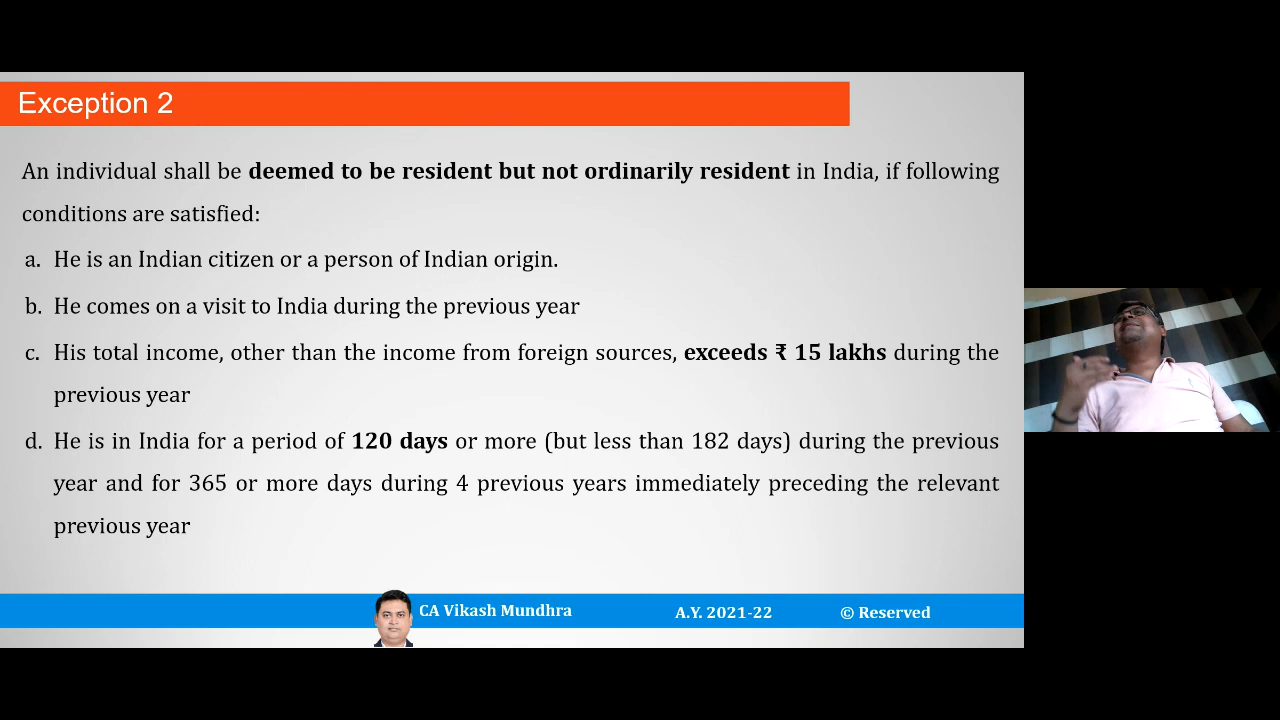 Exception 2
An individual shall be deemed to be resident but not ordinarily resident in India, if following
conditions are satisfied:
a. He is an Indian citizen or a person of Indian origin.
b. He comes on a visit to India during the previous year
c. His total income, other than the income from foreign sources, exceeds ₹ 15 lakhs during the
previous year
d. He is in India for a period of 120 days or more (but less than 182 days) during the previous
year and for 365 or more days during 4 previous years immediately preceding the relevant
previous year
CA Vikash Mundhra A.Y. 2021-22 © Reserved